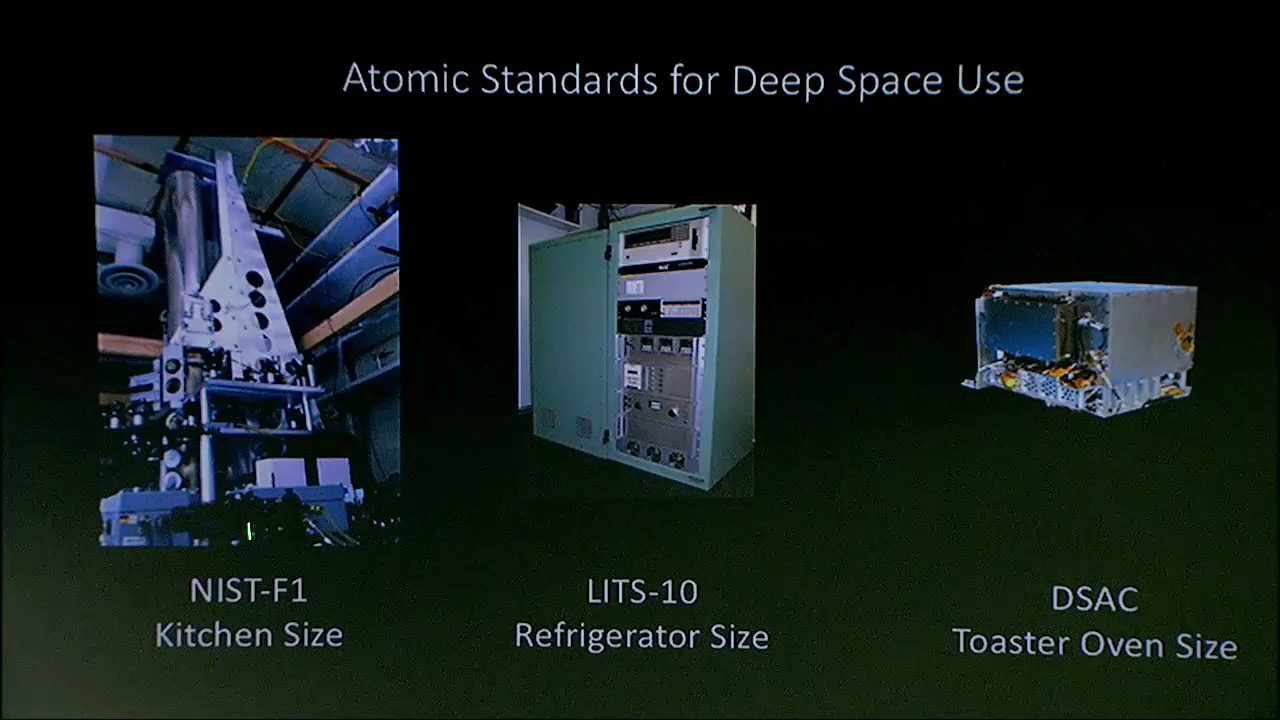 Atomic Standards for Deep Space Use
NIST-F1
Kitchen Size
LITS-10
Refrigerator Size
DSAC
Toaster Oven Size